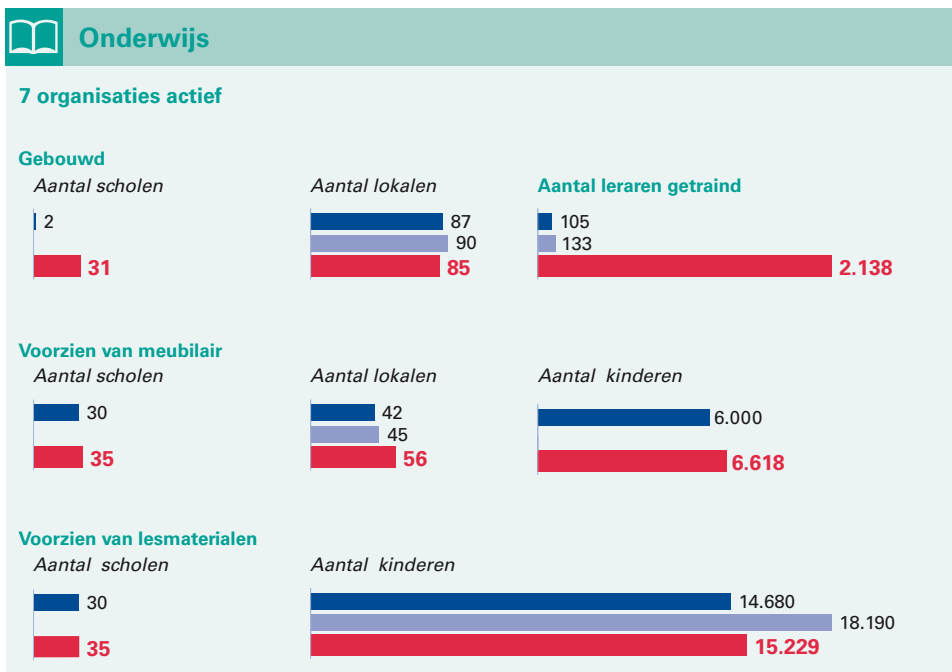 Onderwijs
7 organisaties actief
Gebouwd
Aantal scholen
2
31
Aantal lokalen
87
90
85
Aantal leraren getraind
105
133
2.138
Voorzien van meubilair
Aantal scholen
30
35
Aantal lokalen
42
45
56
Aantal kinderen
6.000
6.618
Voorzien van lesmaterialen
Aantal scholen
30
35
Aantal kinderen
14.680
18.190
15.229